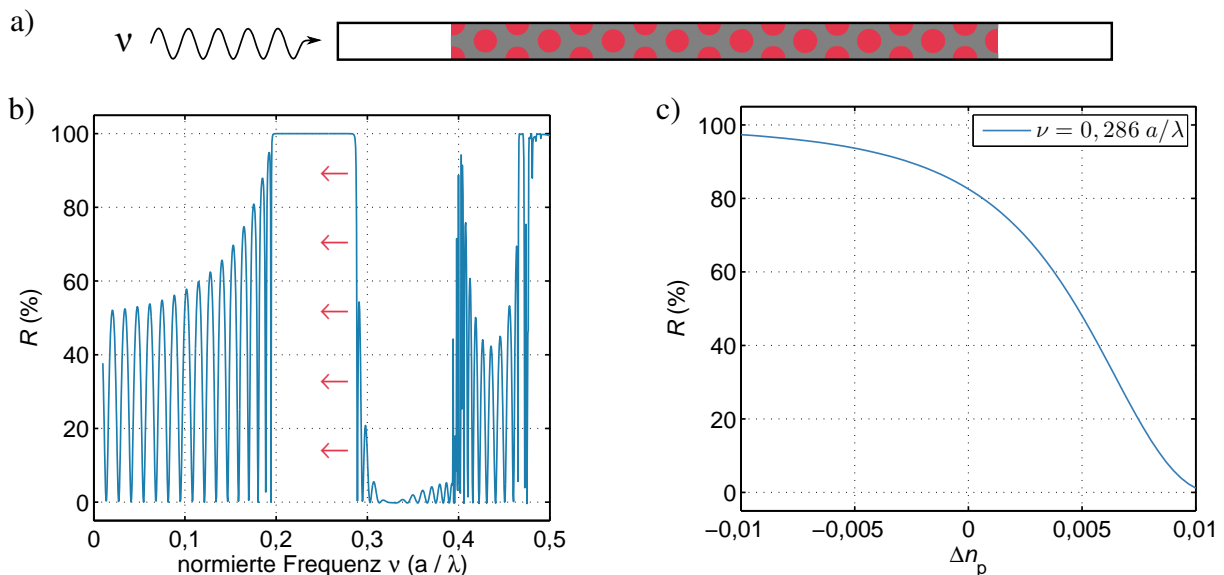 a)
ν
b)
100
80
60
40
20
0
R (%)
0
0,1
0,2
0,3
0,4
0,5
normierte Frequenz ν (a / λ)
c)
ν = 0, 286 a/λ
100
80
60
40
20
0
R (%)
−0,01
−0,005
0
0,005
0,01
Δnp